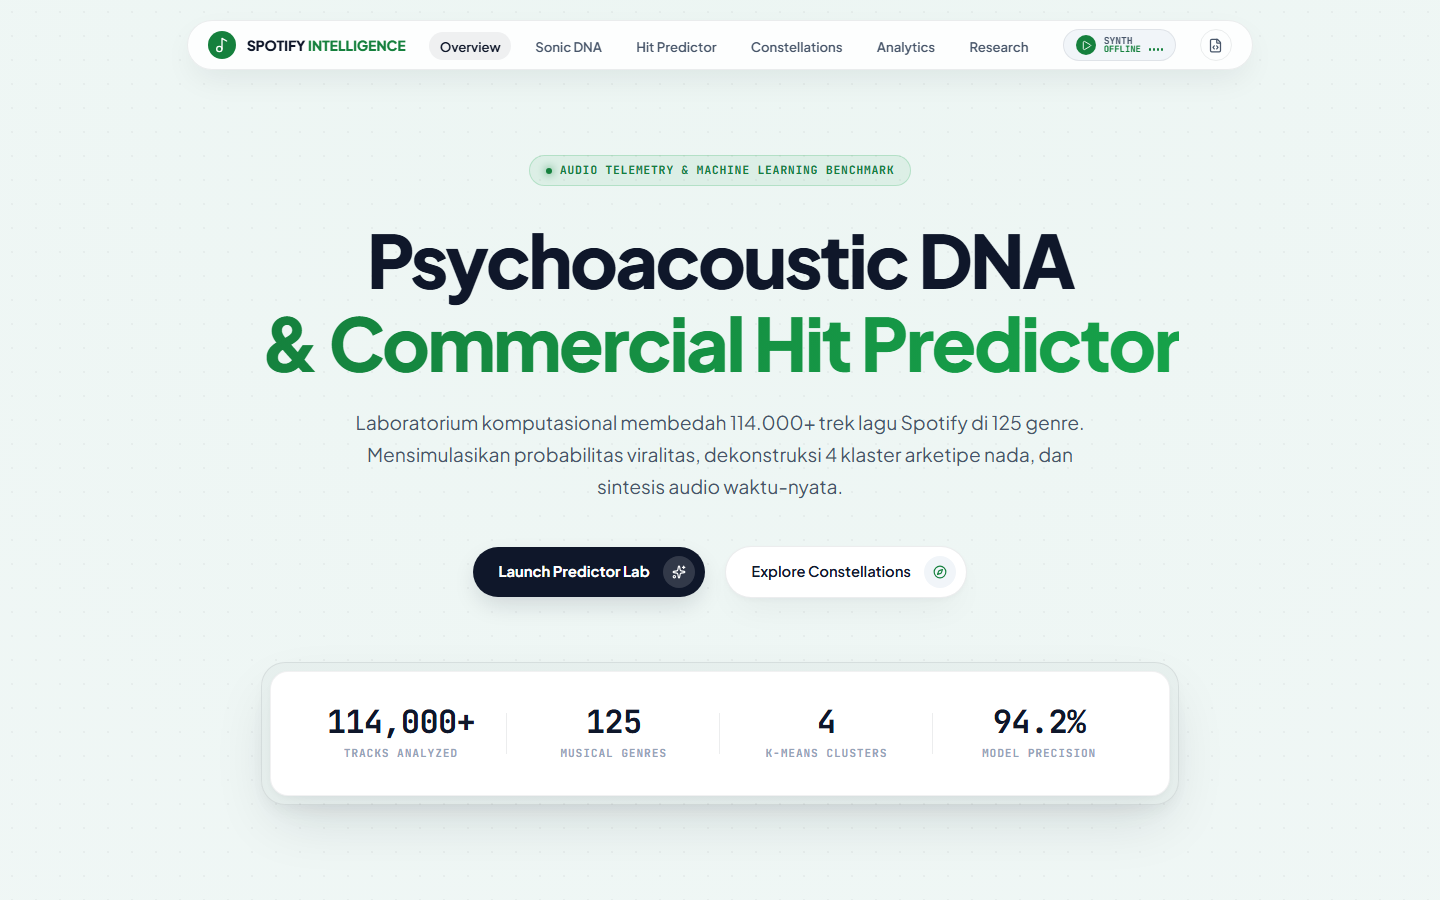 SPOTIFY INTELLIGENCE
Overview
Sonic DNA
Hit Predictor
Constellations
Analytics
Research
SYNTH
OFFLINE
AUDIO TELEMETRY & MACHINE LEARNING BENCHMARK
Psychoacoustic DNA
& Commercial Hit Predictor
Laboratorium komputasional membedah 114.000+ trek lagu Spotify di 125 genre.
Mensimulasikan probabilitas viralitas, dekonstruksi 4 klaster arketipe nada, dan
sintesis audio waktu-nyata.
Launch Predictor Lab
Explore Constellations
114,000+
TRACKS ANALYZED
125
MUSICAL GENRES
4
K-MEANS CLUSTERS
94.2%
MODEL PRECISION